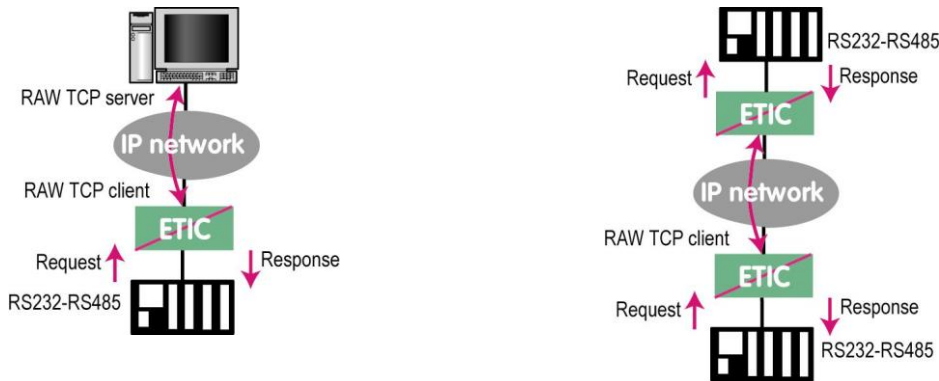 RAW TCP server
IP network
RAW TCP client
ETIC
Request
Response
RS232-RS485
RS232-RS485
Request
Response
ETIC
IP network
RAW TCP client
ETIC
Request
Response
RS232-RS485